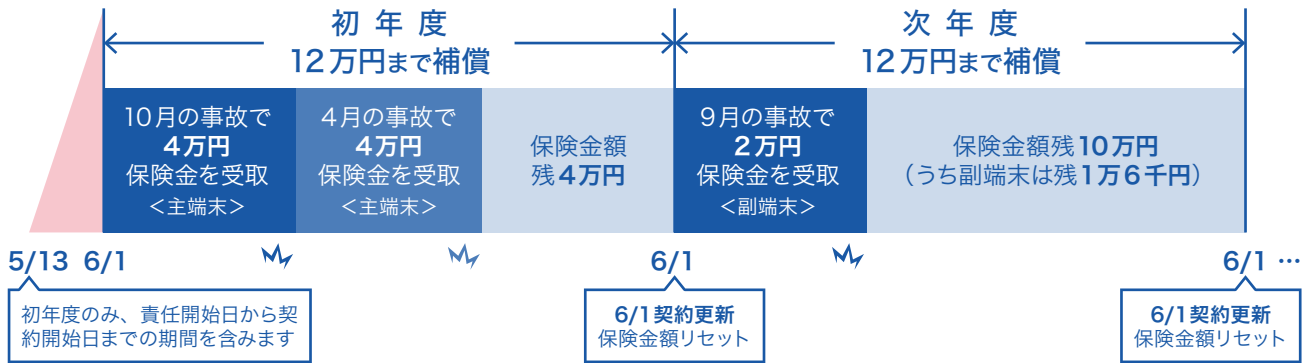 初年度
12万円まで補償
次年度
12万円まで補償
10月の事故で
4万円
保険金を受取
＜主端末＞
4月の事故で
4万円
保険金を受取
＜主端末＞
保険金額
残4万円
9月の事故で
2万円
保険金を受取
＜副端末＞
保険金額残10万円
（うち副端末は残1万6千円）
5/13
6/1
6/1
6/1 …
初年度のみ、責任開始日から契
約開始日までの期間を含みます
6/1契約更新
保険金額リセット
6/1契約更新
保険金額リセット